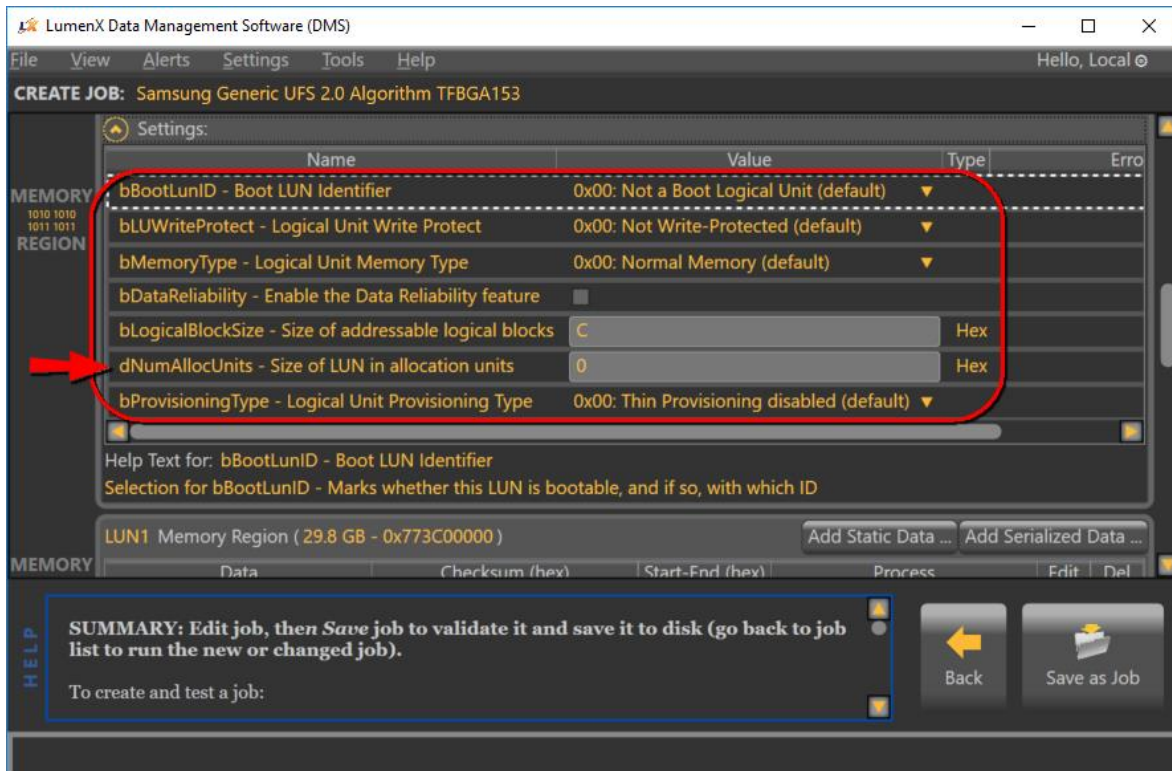 LumenX Data Management Software (DMS)
File View Alerts Settings Tools Help Hello, Local
CREATE JOB: Samsung Generic UFS 2.0 Algorithm TFBGA153
Settings:
Name Value Type Erro
MEMORY
1010 1010
1011 1011
REGION
bBootLunID - Boot LUN Identifier 0x00: Not a Boot Logical Unit (default)
bLUWriteProtect - Logical Unit Write Protect 0x00: Not Write-Protected (default)
bMemoryType - Logical Unit Memory Type 0x00: Normal Memory (default)
bDataReliability - Enable the Data Reliability feature
bLogicalBlockSize - Size of addressable logical blocks C Hex
dNumAllocUnits - Size of LUN in allocation units 0 Hex
bProvisioningType - Logical Unit Provisioning Type 0x00: Thin Provisioning disabled (default)
Help Text for: bBootLunID - Boot LUN Identifier
Selection for bBootLunID - Marks whether this LUN is bootable, and if so, with which ID
LUN1 Memory Region ( 29.8 GB - 0x773C00000 ) Add Static Data ... Add Serialized Data ...
MEMORY
Data Checksum (hex) Start-End (hex) Process Edit Del
HELP
SUMMARY: Edit job, then Save job to validate it and save it to disk (go back to job
list to run the new or changed job).
To create and test a job:
Back
Save as Job